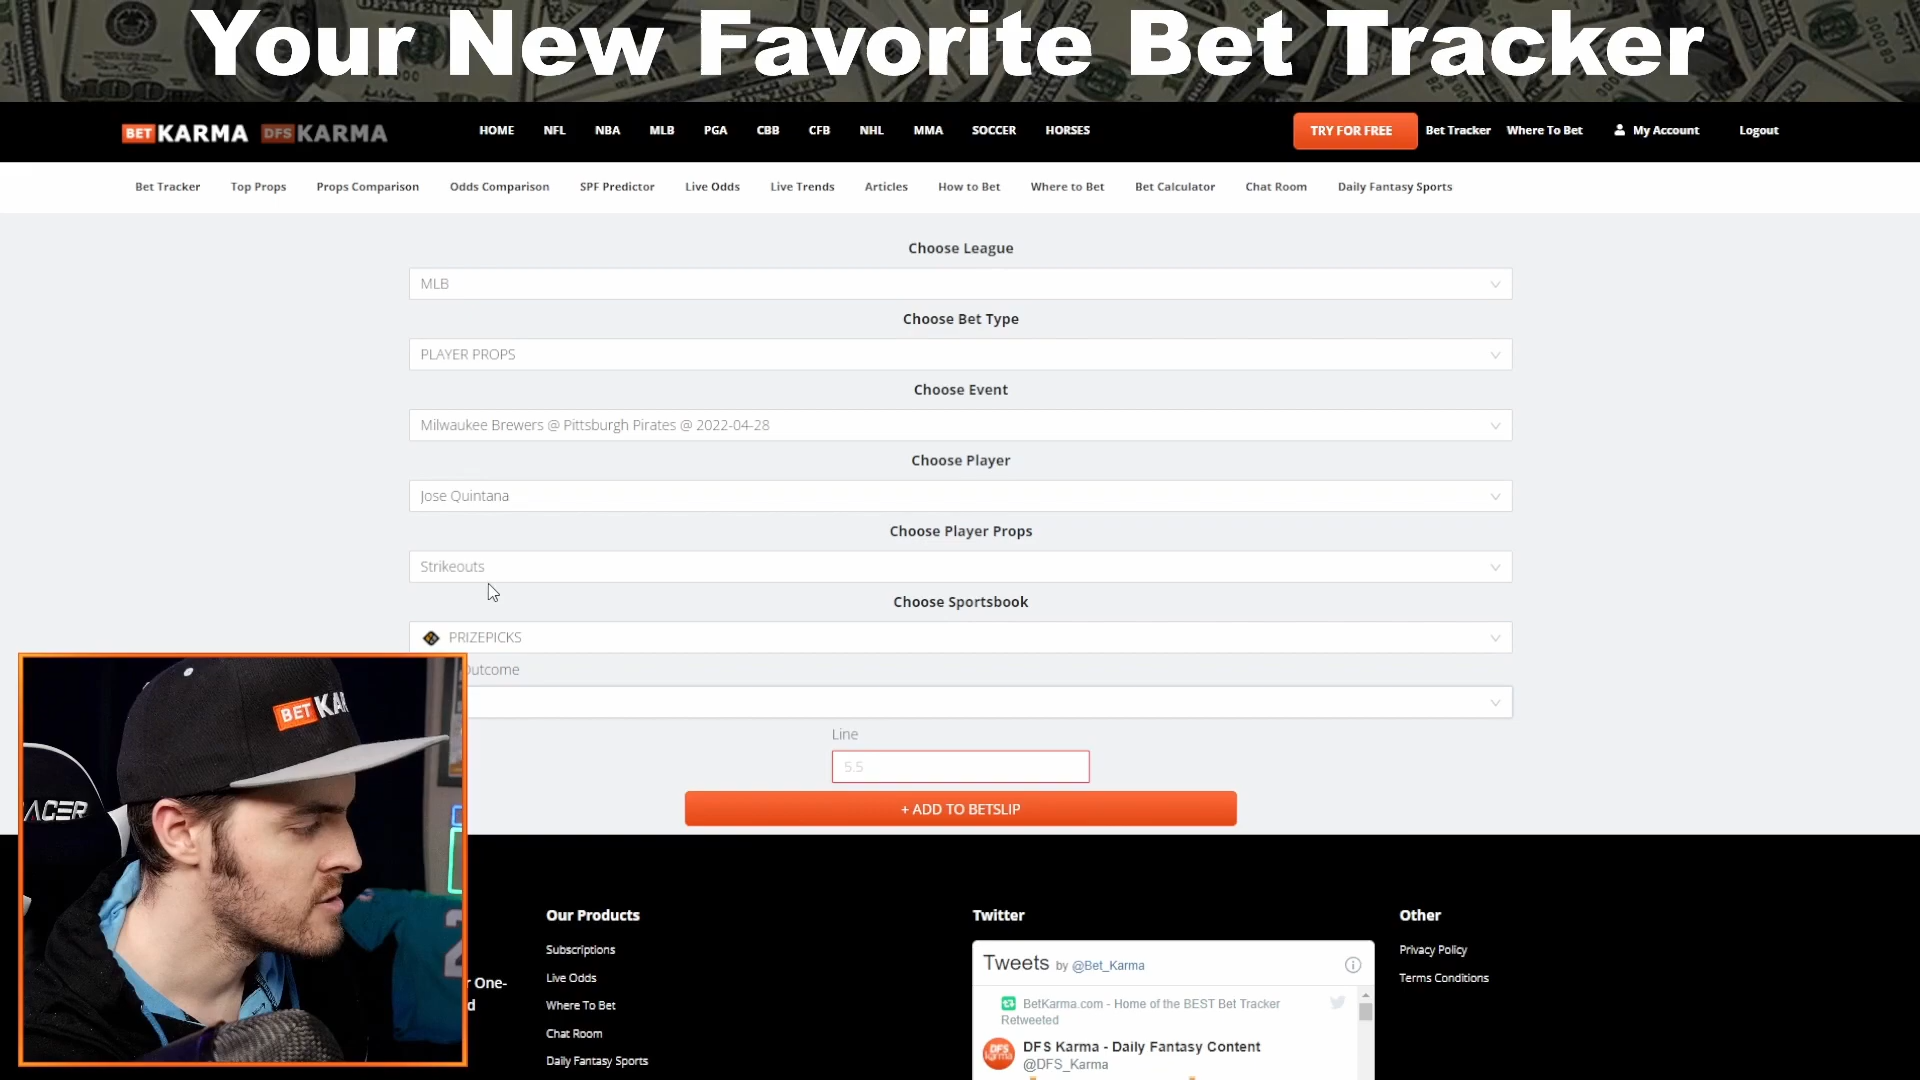 Your New Favorite Bet Tracker
BET KARMA DFS KARMA HOME NFL NBA MLB PGA CBB CFB NHL MMA SOCCER HORSES TRY FOR FREE Bet Tracker Where To Bet My Account Logout
Bet Tracker Top Props Props Comparison Odds Comparison SPF Predictor Live Odds Live Trends Articles How to Bet Where to Bet Bet Calculator Chat Room Daily Fantasy Sports
Choose League
MLB
Choose Bet Type
PLAYER PROPS
Choose Event
Milwaukee Brewers @ Pittsburgh Pirates @ 2022-04-28
Choose Player
Jose Quintana
Choose Player Props
Strikeouts
Choose Sportsbook
PRIZEPICKS
Outcome
Line
5.5
+ ADD TO BETSLIP
BET KAR
ACER
r One-
d
Our Products
Subscriptions
Live Odds
Where To Bet
Chat Room
Daily Fantasy Sports
Twitter
Tweets by @Bet_Karma
BetKarma.com - Home of the BEST Bet Tracker
Retweeted
DFS Karma - Daily Fantasy Content
@DFS_Karma
Other
Privacy Policy
Terms Conditions